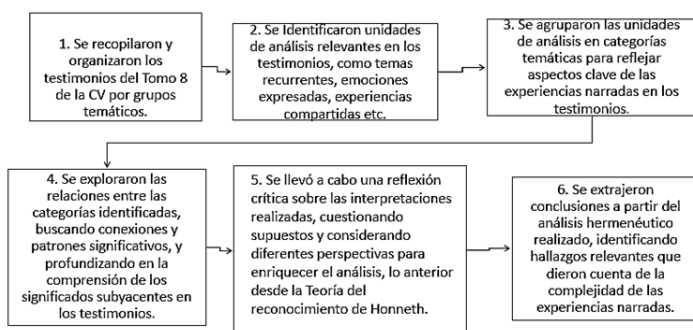 1. Se recopilaron y
organizaron los
testimonios del Tomo 8
de la CV por grupos
temáticos.
2. Se Identificaron unidades
de análisis relevantes en los
testimonios, como temas
recurrentes, emociones
expresadas, experiencias
compartidas etc.
3. Se agruparon las unidades
de análisis en categorías
temáticas para reflejar
aspectos clave de las
experiencias narradas en los
testimonios.
4. Se exploraron las
relaciones entre las
categorías identificadas,
buscando conexiones y
patrones significativos, y
profundizando en la
comprensión de los
significados subyacentes en
los testimonios.
5. Se llevó a cabo una reflexión
crítica sobre las interpretaciones
realizadas, cuestionando
supuestos y considerando
diferentes perspectivas para
enriquecer el análisis, lo anterior
desde la Teoría del
reconocimiento de Honneth.
6. Se extrajeron
conclusiones a partir del
análisis hermenéutico
realizado, identificando
hallazgos relevantes que
dieron cuenta de la
complejidad de las
experiencias narradas.